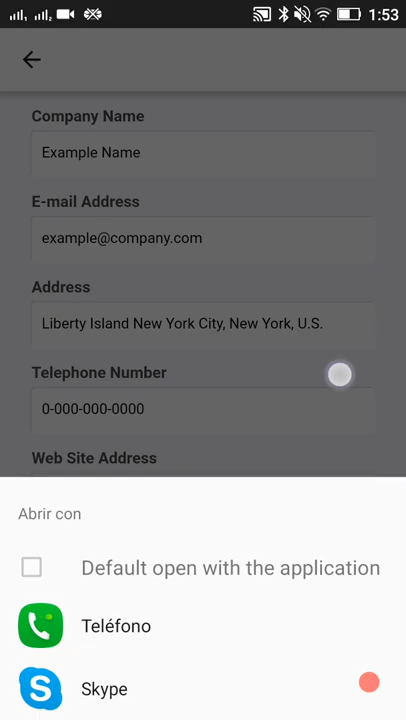 1:53
Company Name
Example Name
E-mail Address
example@company.com
Address
Liberty Island New York City, New York, U.S.
Telephone Number
0-000-000-0000
Web Site Address
Abrir con
Default open with the application
Teléfono
Skype